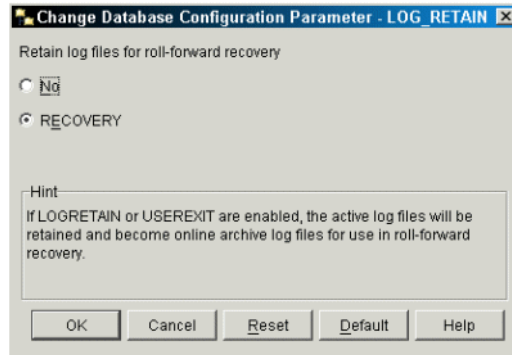 Change Database Configuration Parameter - LOG_RETAIN
Retain log files for roll-forward recovery
No
RECOVERY
Hint
If LOGRETAIN or USEREXIT are enabled, the active log files will be
retained and become online archive log files for use in roll-forward
recovery.
OK Cancel Reset Default Help